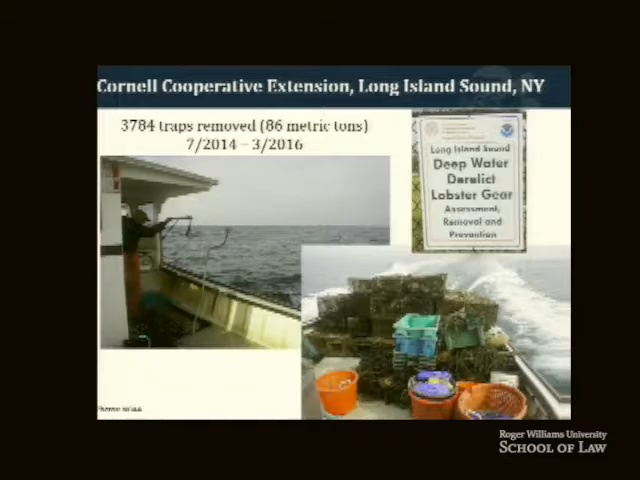 Cornell Cooperative Extension, Long Island Sound, NY
3784 traps removed (86 metric tons)
7/2014 – 3/2016
Long Island Sound
Deep Water
Derelict
Lobster Gear
Assessment,
Removal and
Prevention
Roger Williams University
SCHOOL OF LAW